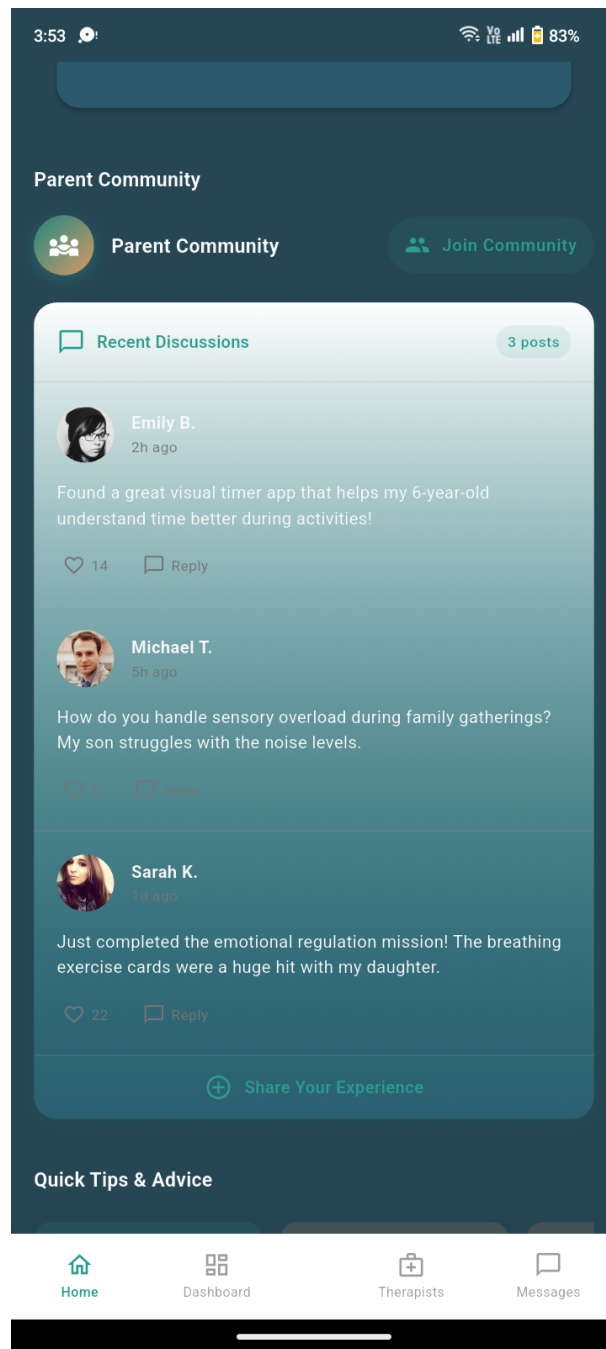 3:53
Vo
LTE
83%
Parent Community
Parent Community
Join Community
Recent Discussions
3 posts
Emily B.
2h ago
Found a great visual timer app that helps my 6-year-old
understand time better during activities!
14
Reply
Michael T.
5h ago
How do you handle sensory overload during family gatherings?
My son struggles with the noise levels.
Reply
Sarah K.
1d ago
Just completed the emotional regulation mission! The breathing
exercise cards were a huge hit with my daughter.
22
Reply
Share Your Experience
Quick Tips & Advice
Home
Dashboard
Therapists
Messages